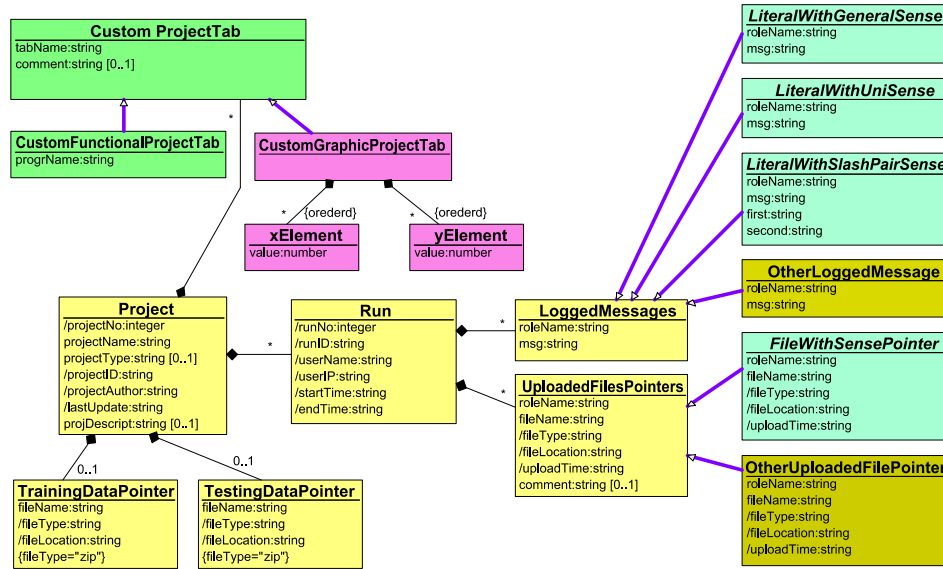 Custom ProjectTab
tabName:string
comment:string [0..1]
*
CustomFunctionalProjectTab
progrName:string
CustomGraphicProjectTab
*
{orederd}
*
{orederd}
xElement
value:number
yElement
value:number
LiteralWithGeneralSense
roleName:string
msg:string
LiteralWithUniSense
roleName:string
msg:string
LiteralWithSlashPairSense
roleName:string
msg:string
first:string
second:string
OtherLoggedMessage
roleName:string
msg:string
Project
/projectNo:integer
projectName:string
projectType:string [0..1]
/projectID:string
/projectAuthor:string
/lastUpdate:string
projDescript:string [0..1]
*
Run
/runNo:integer
/runID:string
/userName:string
/userIP:string
/startTime:string
/endTime:string
*
*
LoggedMessages
roleName:string
msg:string
UploadedFilesPointers
roleName:string
fileName:string
/fileType:string
/fileLocation:string
/uploadTime:string
comment:string [0..1]
FileWithSensePointer
roleName:string
fileName:string
/fileType:string
/fileLocation:string
/uploadTime:string
OtherUploadedFilePointer
roleName:string
fileName:string
/fileType:string
/fileLocation:string
/uploadTime:string
0..1
0..1
TrainingDataPointer
fileName:string
/fileType:string
/fileLocation:string
{fileType="zip"}
TestingDataPointer
fileName:string
/fileType:string
/fileLocation:string
{fileType="zip"}